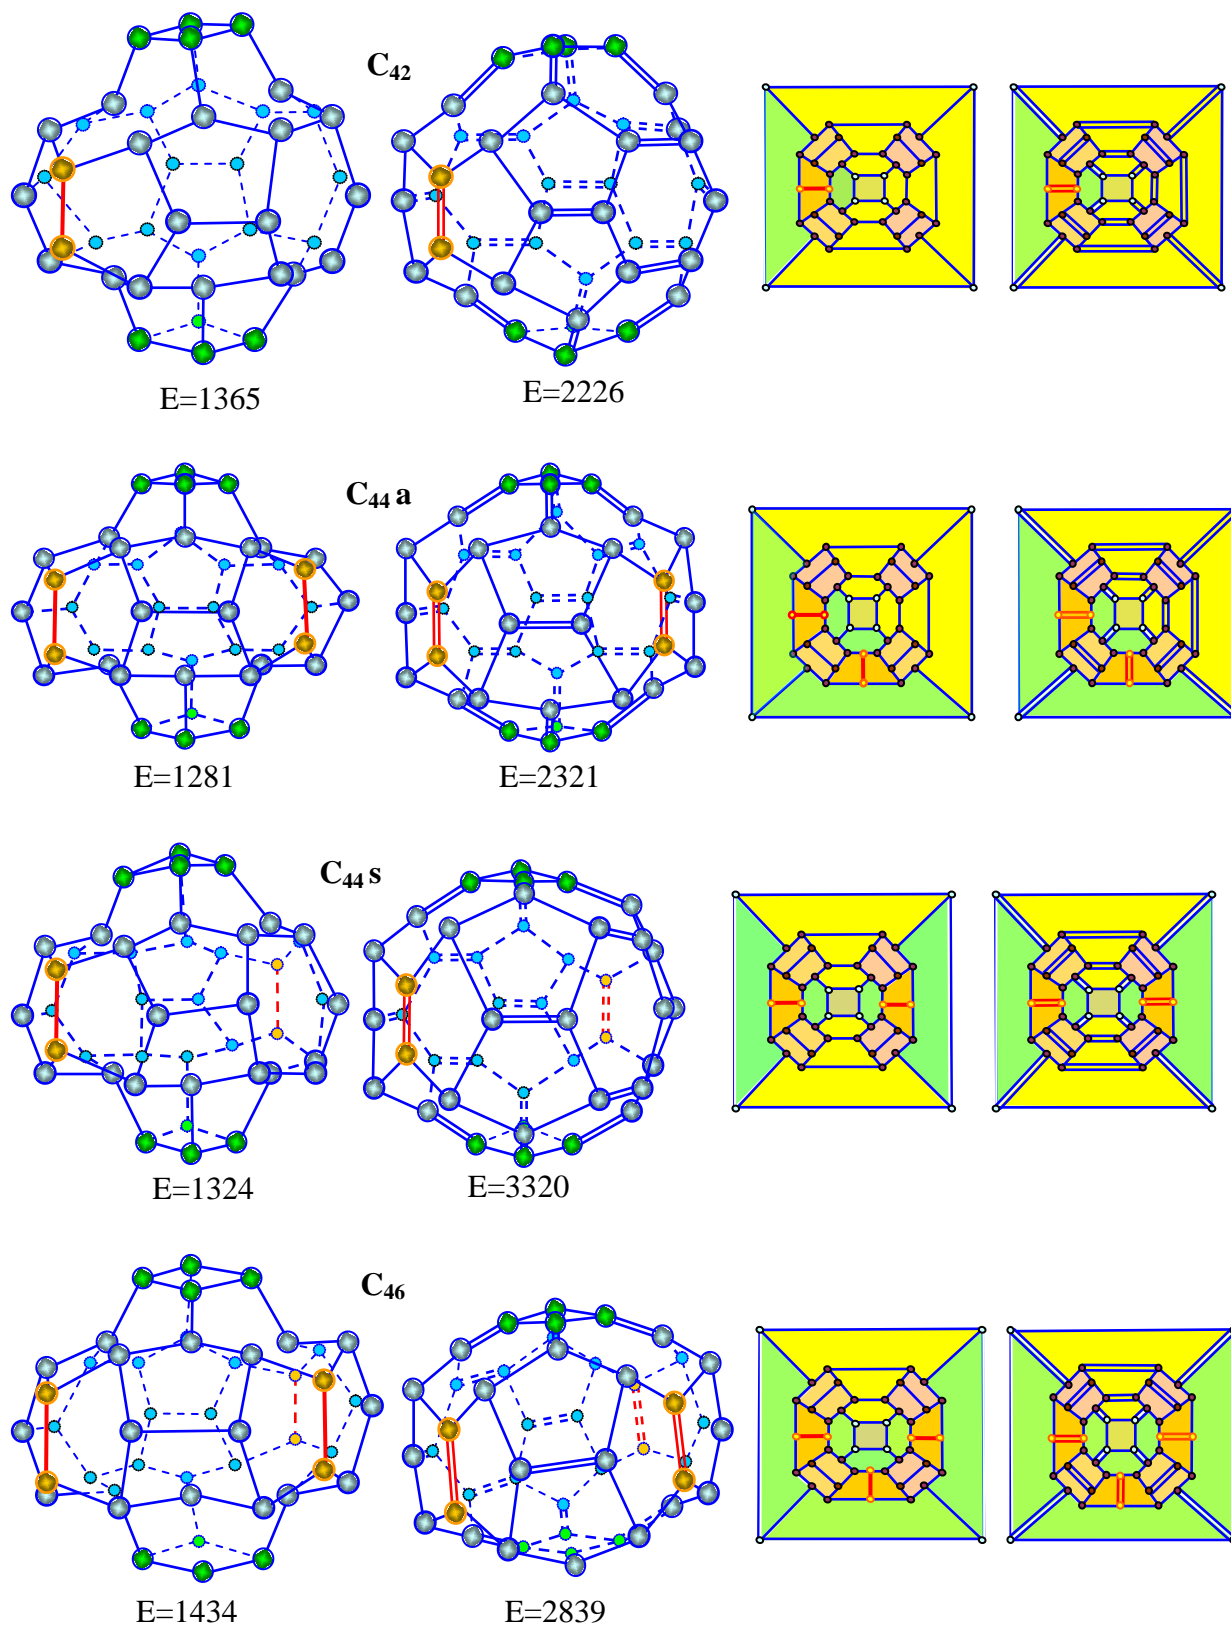 C₄₂
E=1365
E=2226
C₄₄ a
E=1281
E=2321
C₄₄ s
E=1324
E=3320
C₄₆
E=1434
E=2839